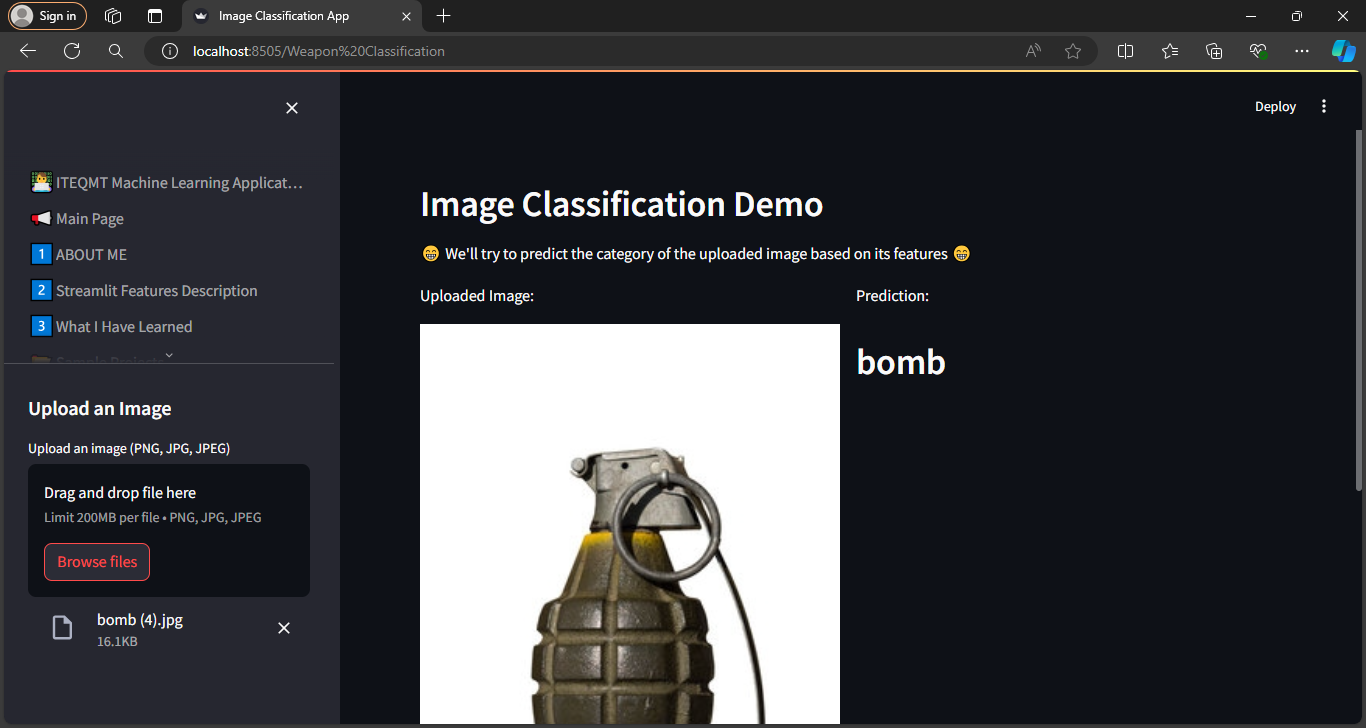 Sign in
Image Classification App
localhost:8505/Weapon%20Classification
Deploy
ITEQMT Machine Learning Applicat...
Main Page
1 ABOUT ME
2 Streamlit Features Description
3 What I Have Learned
Sample Projects
Upload an Image
Upload an image (PNG, JPG, JPEG)
Drag and drop file here
Limit 200MB per file • PNG, JPG, JPEG
Browse files
bomb (4).jpg
16.1KB
Image Classification Demo
😁 We'll try to predict the category of the uploaded image based on its features 😁
Uploaded Image:
Prediction:
bomb